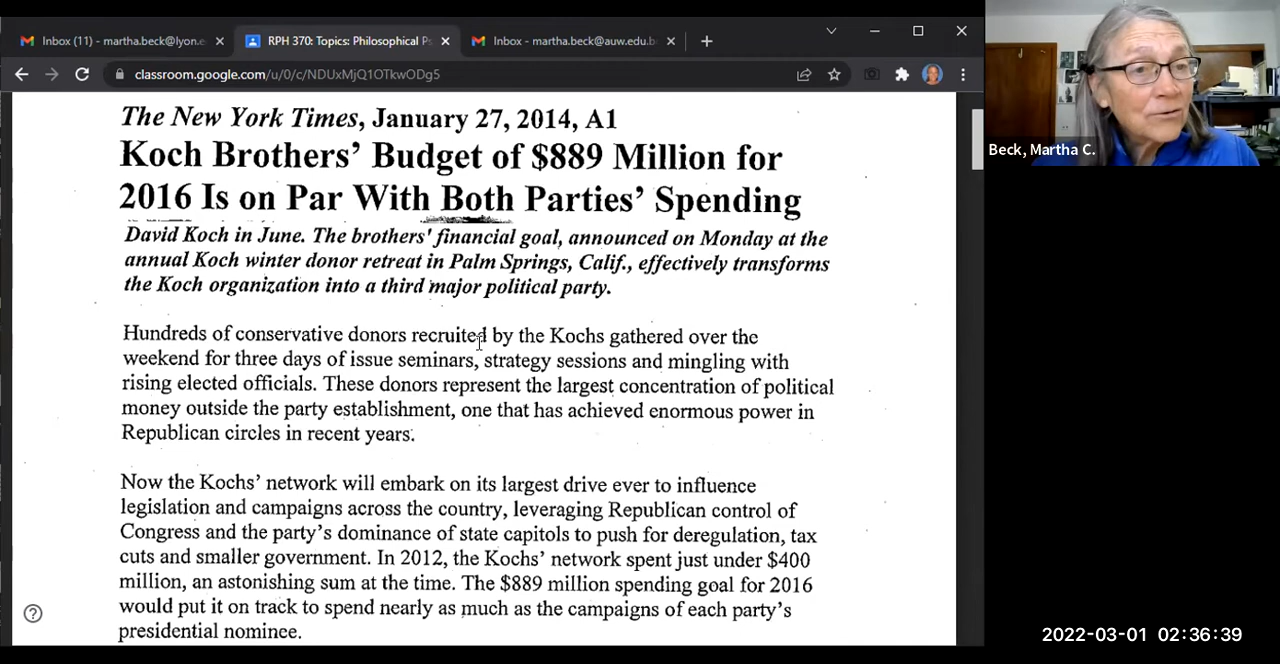 Inbox (11) - martha.beck@lyon.e
RPH 370: Topics: Philosophical Ps
Inbox - martha.beck@auw.edu.b
classroom.google.com/u/0/c/NDUxMjQ1OTkwODg5
The New York Times, January 27, 2014, A1
Koch Brothers' Budget of $889 Million for
2016 Is on Par With Both Parties' Spending
David Koch in June. The brothers' financial goal, announced on Monday at the
annual Koch winter donor retreat in Palm Springs, Calif., effectively transforms
the Koch organization into a third major political party.
Hundreds of conservative donors recruited by the Kochs gathered over the
weekend for three days of issue seminars, strategy sessions and mingling with
rising elected officials. These donors represent the largest concentration of political
money outside the party establishment, one that has achieved enormous power in
Republican circles in recent years.
Now the Kochs' network will embark on its largest drive ever to influence
legislation and campaigns across the country, leveraging Republican control of
Congress and the party's dominance of state capitols to push for deregulation, tax
cuts and smaller government. In 2012, the Kochs' network spent just under $400
million, an astonishing sum at the time. The $889 million spending goal for 2016
would put it on track to spend nearly as much as the campaigns of each party's
presidential nominee.
Beck, Martha C.
2022-03-01 02:36:39